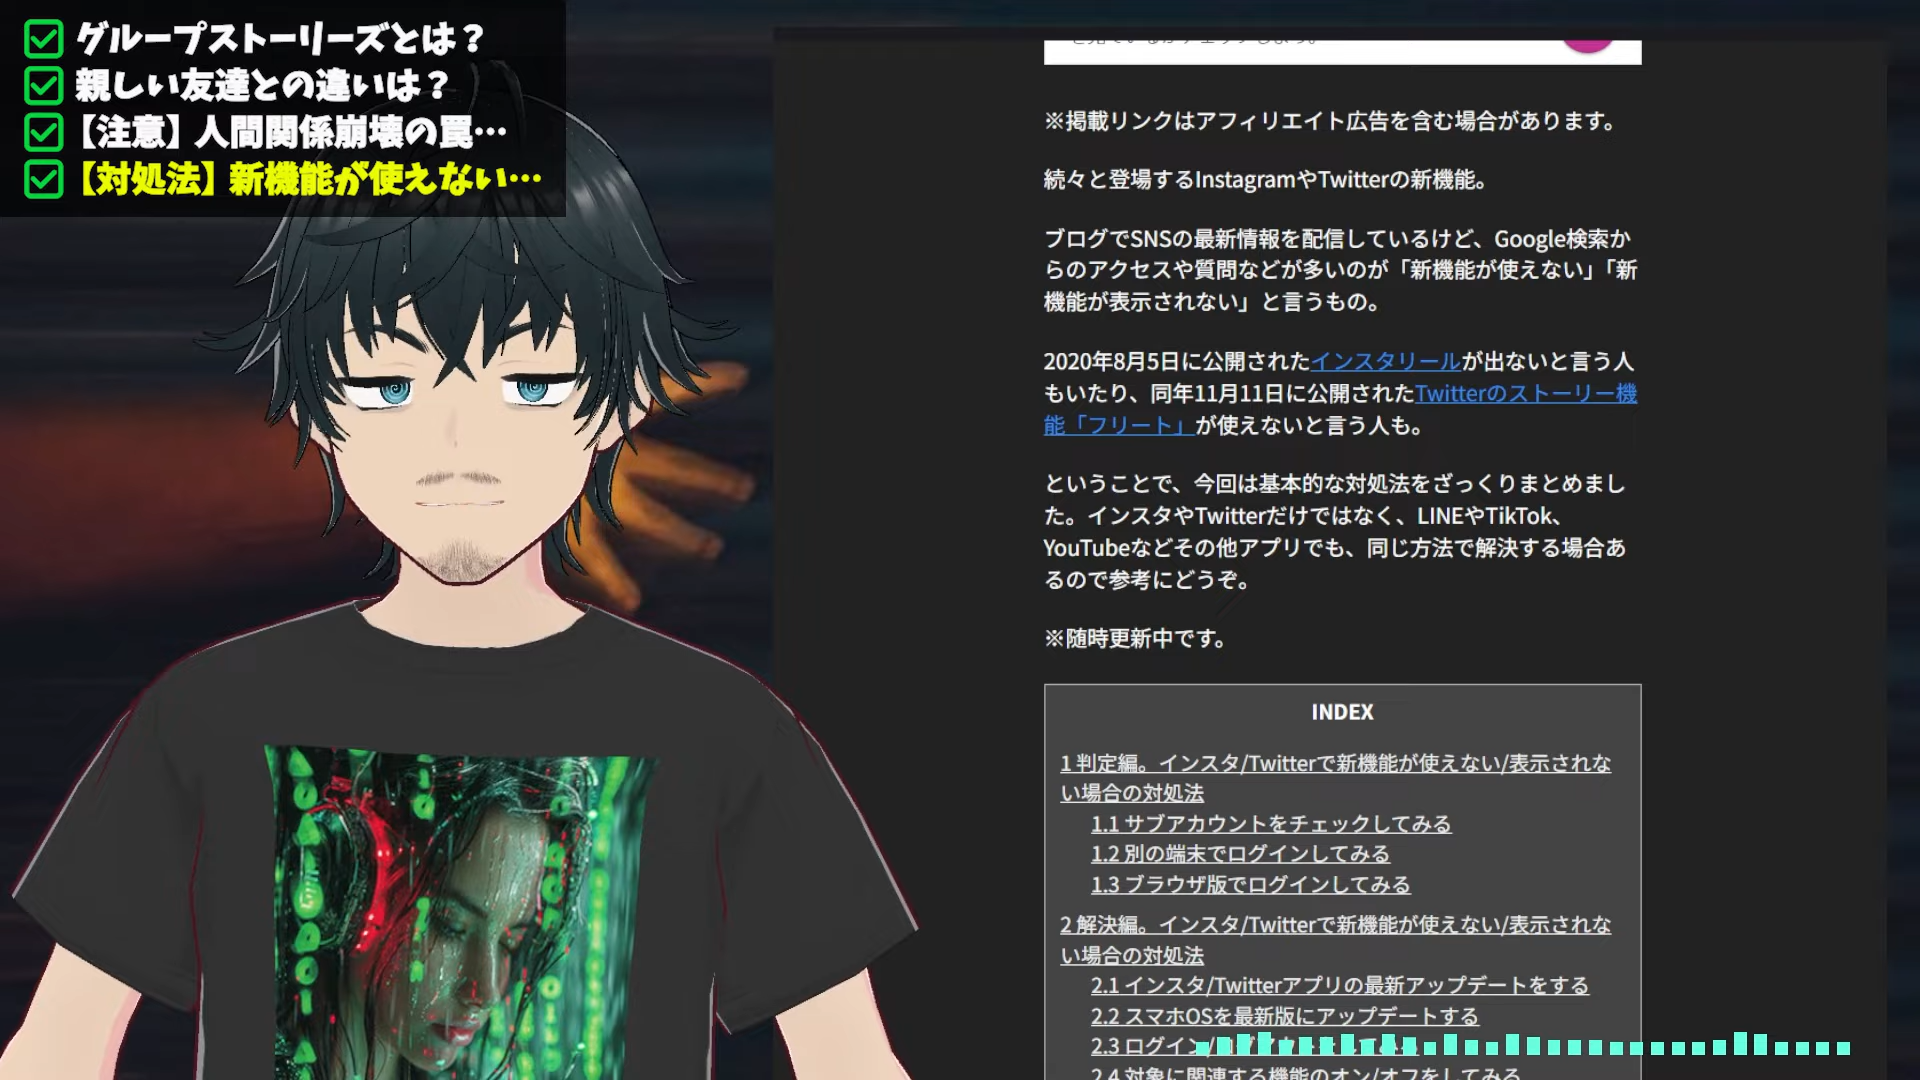 グループストーリーズとは？
親しい友達との違いは？
【注意】人間関係崩壊の罠…
【対処法】新機能が使えない…
※掲載リンクはアフィリエイト広告を含む場合があります。
続々と登場するInstagramやTwitterの新機能。
ブログでSNSの最新情報を配信しているけど、Google検索か
らのアクセスや質問などが多いのが「新機能が使えない」「新
機能が表示されない」と言うもの。
2020年8月5日に公開されたインスタリールが出ないと言う人
もいたり、同年11月11日に公開されたTwitterのストーリー機
能「フリート」が使えないと言う人も。
ということで、今回は基本的な対処法をざっくりまとめまし
た。インスタやTwitterだけではなく、LINEやTikTok、
YouTubeなどその他アプリでも、同じ方法で解決する場合あ
るので参考にどうぞ。
※随時更新中です。
INDEX
1 判定編。インスタ/Twitterで新機能が使えない/表示されな
い場合の対処法
1.1 サブアカウントをチェックしてみる
1.2 別の端末でログインしてみる
1.3 ブラウザ版でログインしてみる
2 解決編。インスタ/Twitterで新機能が使えない/表示されな
い場合の対処法
2.1 インスタ/Twitterアプリの最新アップデートをする
2.2 スマホOSを最新版にアップデートする
2.3 ログイン/
2.4 対象に関連する機能のオン/オフをしてみる